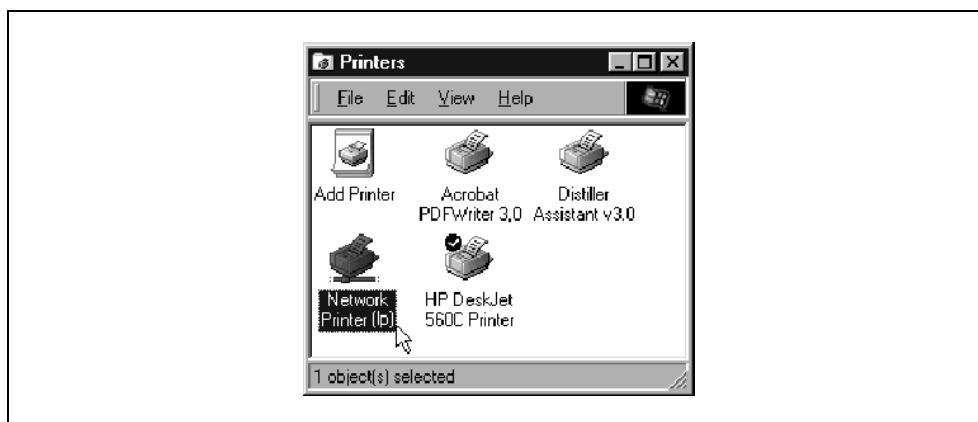 Printers
File Edit View Help
Add Printer
Acrobat
PDFWriter 3.0
Distiller
Assistant v3.0
Network
Printer (lp)
HP DeskJet
560C Printer
1 object(s) selected